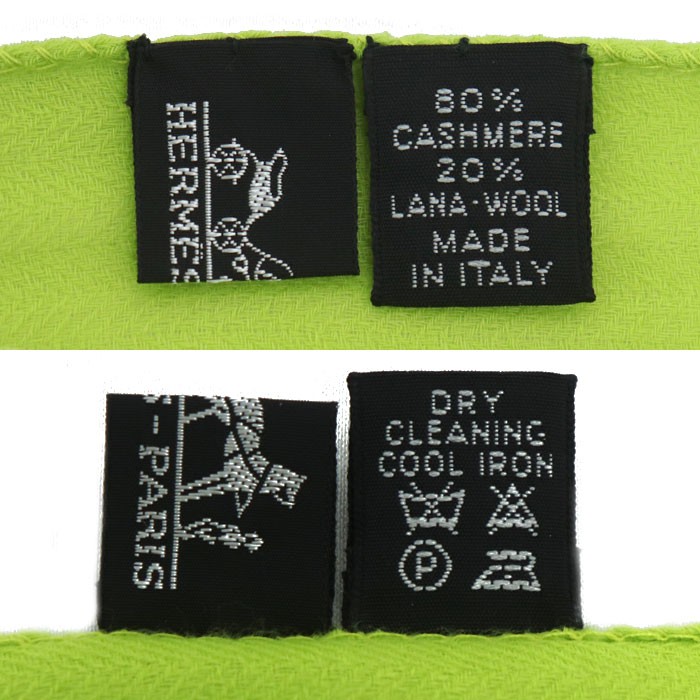 HERMES
80%
CASHMERE
20%
LANA-WOOL
MADE
IN ITALY
S-PARIS
DRY
CLEANING
COOL IRON
P